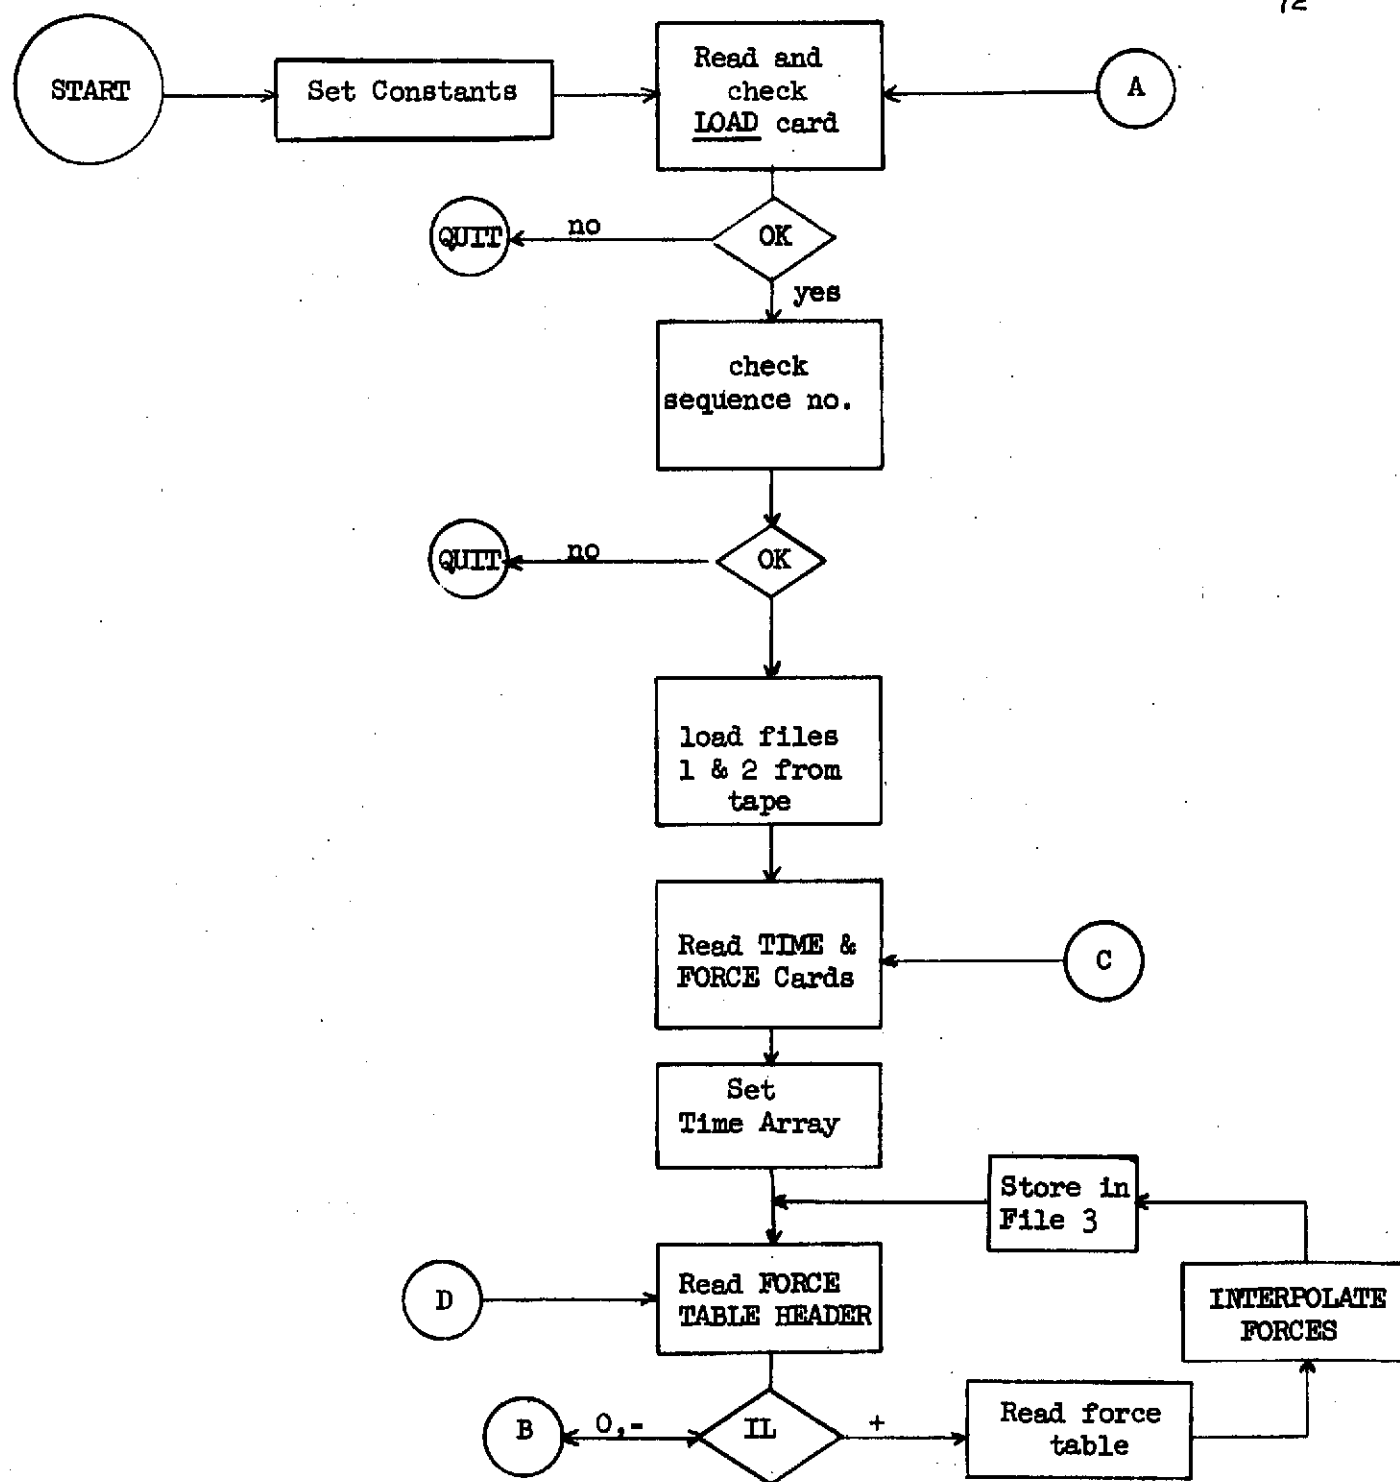 START
Set Constants
Read and
check
LOAD card
A
QUIT
no
OK
yes
check
sequence no.
QUIT
no
OK
load files
1 & 2 from
tape
Read TIME &
FORCE Cards
C
Set
Time Array
Store in
File 3
D
Read FORCE
TABLE HEADER
INTERPOLATE
FORCES
B
0,-
IL
+
Read force
table